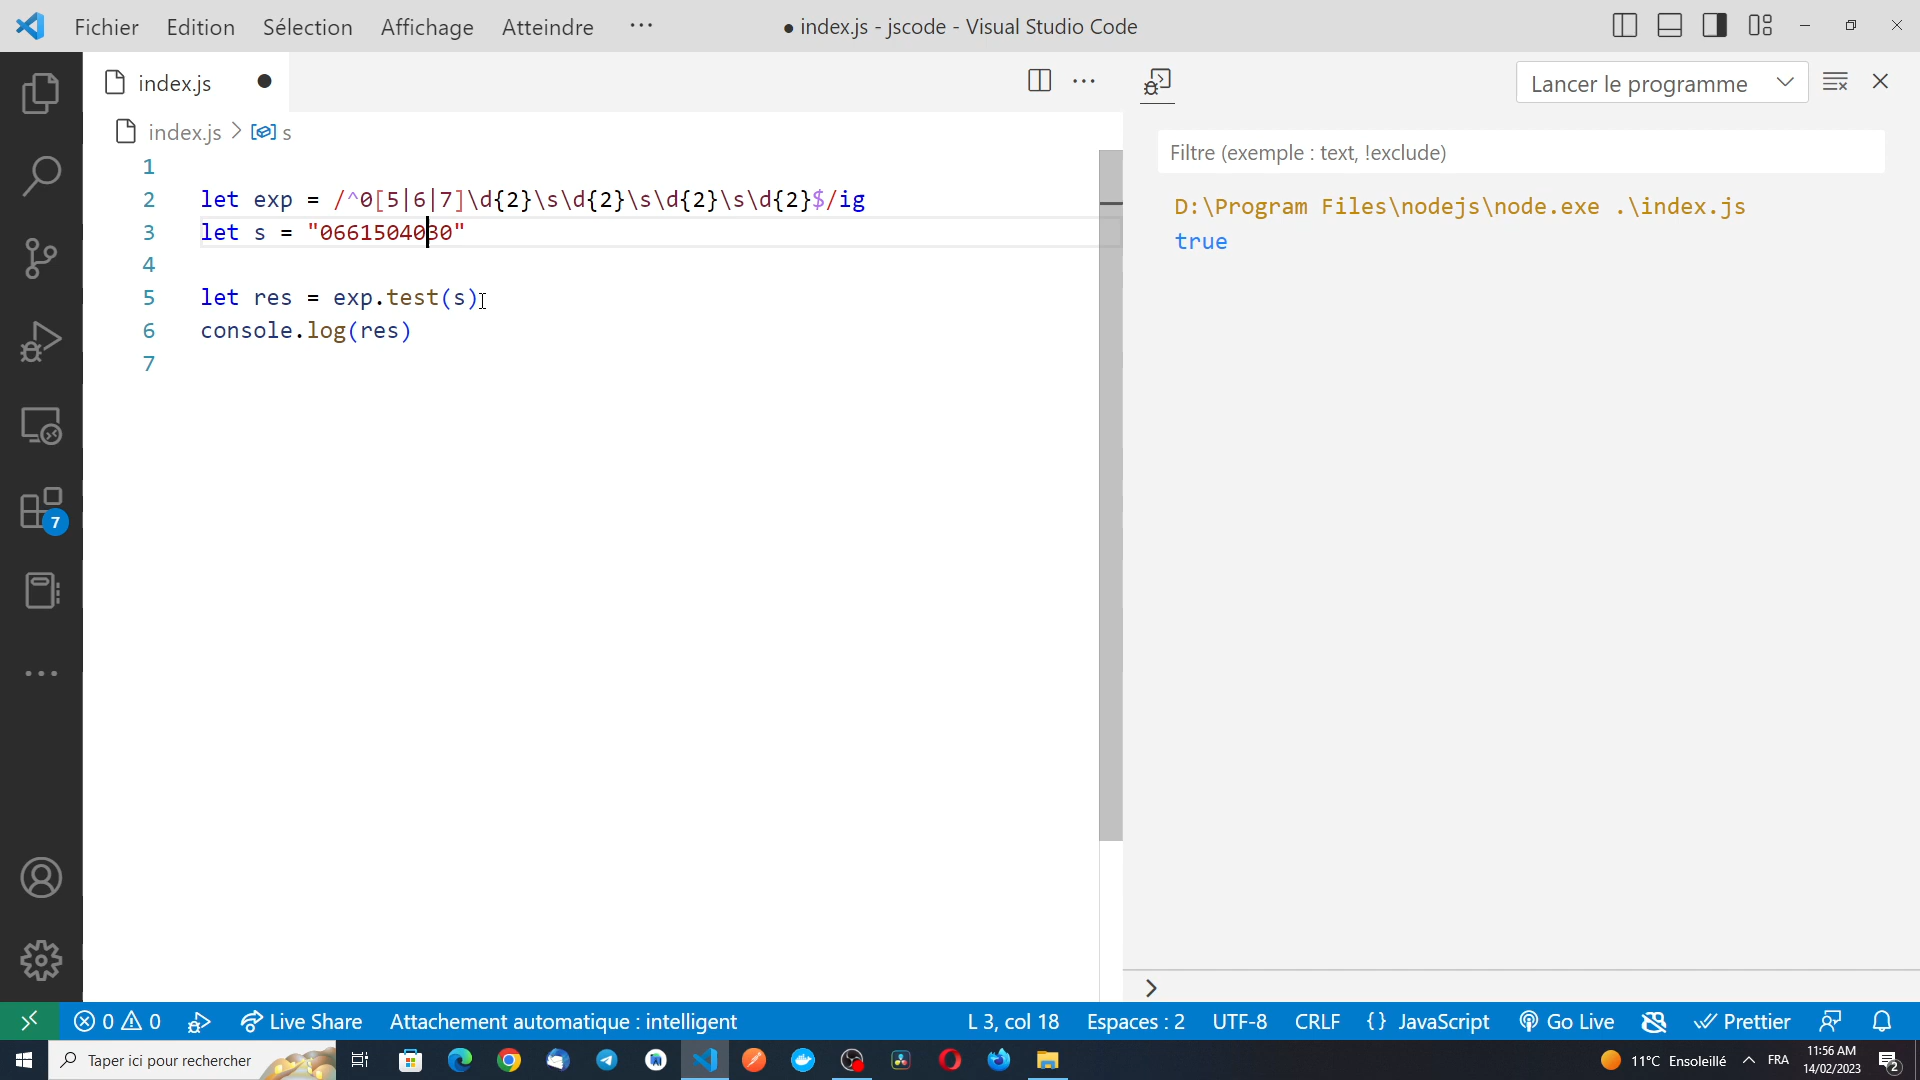 Fichier Edition Sélection Affichage Atteindre ··· ● index.js - jscode - Visual Studio Code
index.js ●
Lancer le programme
index.js > s
Filtre (exemple : text, !exclude)
1
2 let exp = /^0[5|6|7]\d{2}\s\d{2}\s\d{2}\s\d{2}$/ig
3 let s = "0661504030"
4
5 let res = exp.test(s)
6 console.log(res)
7
D:\Program Files\nodejs\node.exe .\index.js
true
7
>
0 0 Live Share Attachement automatique : intelligent L 3, col 18 Espaces : 2 UTF-8 CRLF {} JavaScript Go Live Prettier
Taper ici pour rechercher
11°C Ensoleillé FRA 11:56 AM
14/02/2023
2